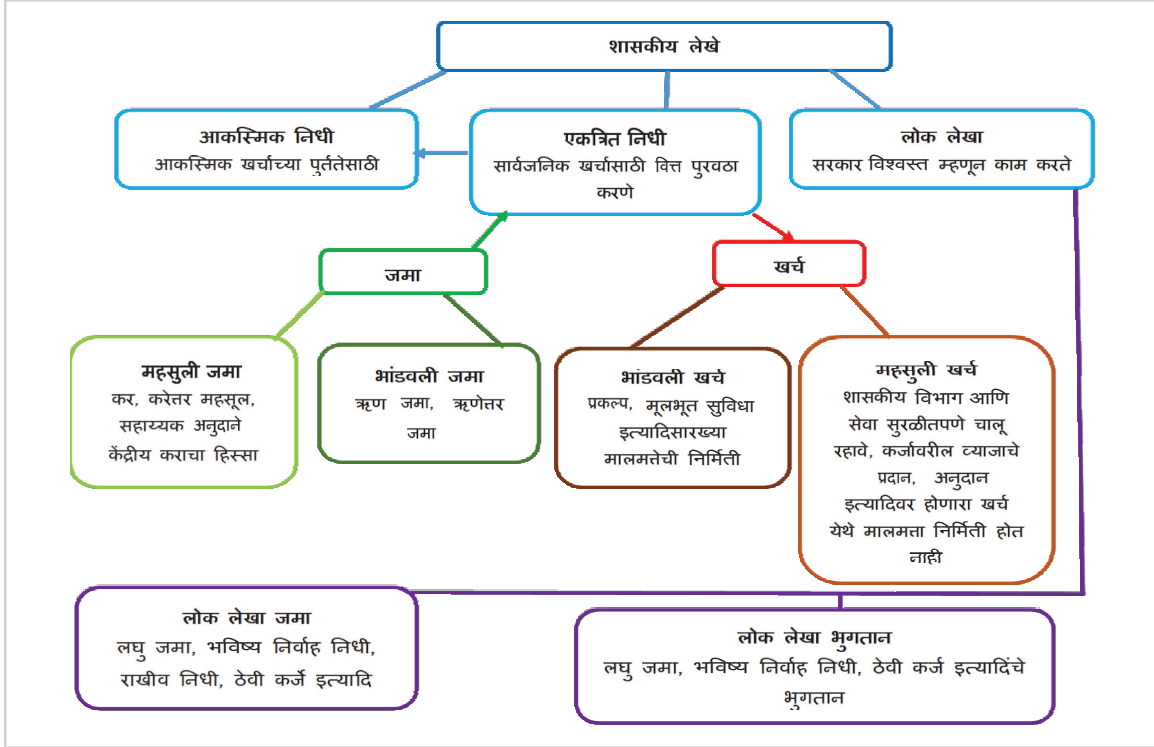 शासकीय लेखे
आकस्मिक निधी
आकस्मिक खर्चाच्या पुर्ततेसाठी
एकत्रित निधी
सार्वजनिक खर्चासाठी वित्त पुरवठा
करणे
लोक लेखा
सरकार विश्वस्त म्हणून काम करते
जमा
खर्च
महसुली जमा
कर, करेत्तर महसूल,
सहाय्यक अनुदाने
केंद्रीय कराचा हिस्सा
भांडवली जमा
ऋण जमा, ऋणेत्तर
जमा
भांडवली खर्च
प्रकल्प, मूलभूत सुविधा
इत्यादिसारख्या
मालमत्तेची निर्मिती
महसुली खर्च
शासकीय विभाग आणि
सेवा सुरळीतपणे चालू
रहावे, कर्जावरील व्याजाचे
प्रदान, अनुदान
इत्यादिवर होणारा खर्च
येथे मालमत्ता निर्मिती होत
नाही
लोक लेखा जमा
लघु जमा, भविष्य निर्वाह निधी,
राखीव निधी, ठेवी कर्जे इत्यादि
लोक लेखा भुगतान
लघु जमा, भविष्य निर्वाह निधी, ठेवी कर्ज इत्यादिंचे
भुगतान